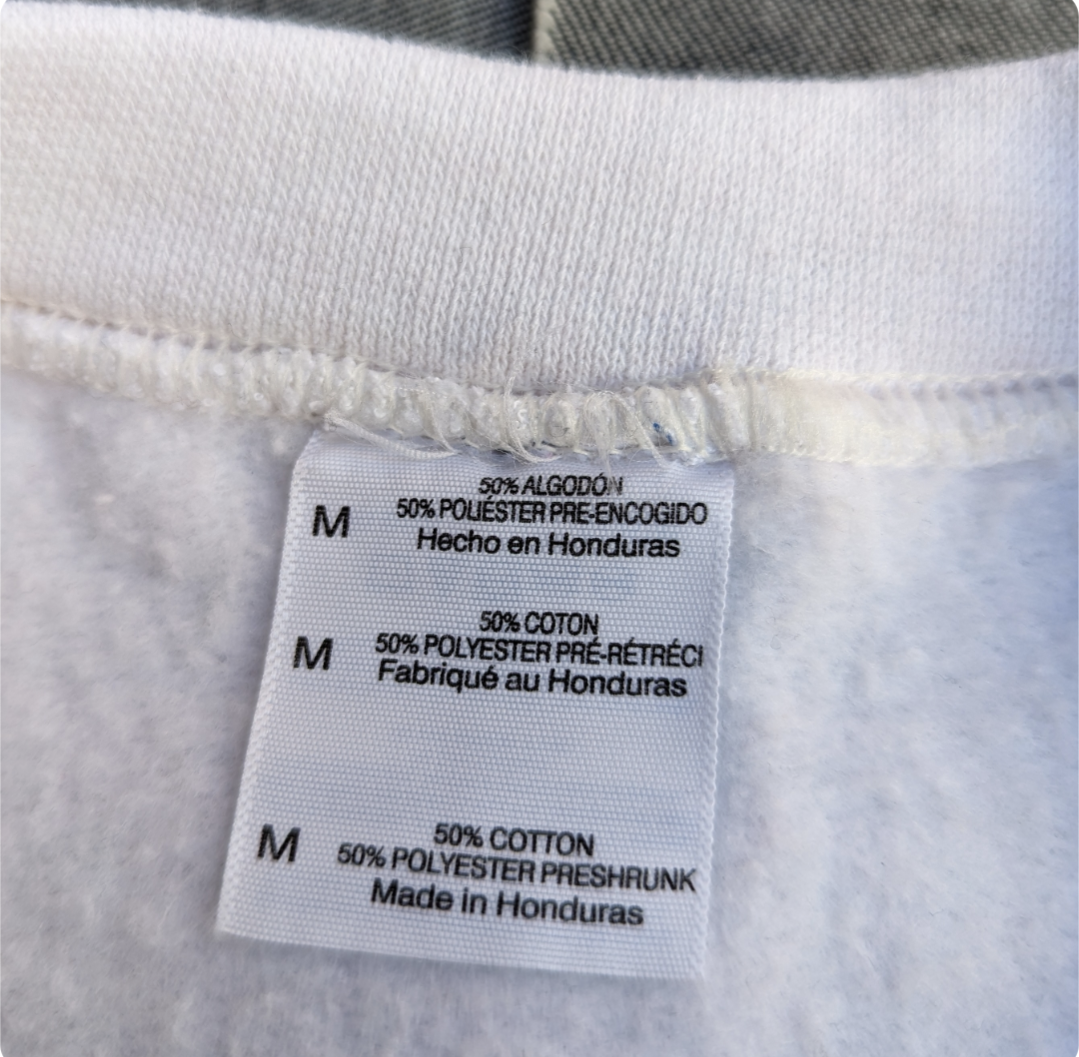 50% ALGODÓN
M 50% POLIÉSTER PRE-ENCOGIDO
Hecho en Honduras
50% COTON
M 50% POLYESTER PRÉ-RÉTRÉCI
Fabriqué au Honduras
50% COTTON
M 50% POLYESTER PRESHRUNK
Made in Honduras